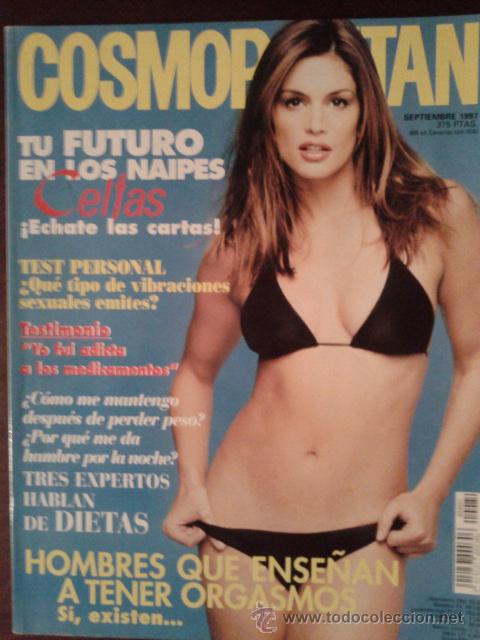 COSMOPOLITAN
SEPTIEMBRE 1997
375 PTAS.
TU FUTURO
EN LOS NAIPES
Celtas
¡Echate las cartas!
TEST PERSONAL
¿Qué tipo de vibraciones
sexuales emites?
Testimonio
"Yo fui adicta
a los medicamentos"
¿Cómo me mantengo
después de perder peso?
¿Por qué me da
hambre por la noche?
TRES EXPERTOS
HABLAN
DE DIETAS
HOMBRES QUE ENSEÑAN
A TENER ORGASMOS
Sí, existen...
www.todocoleccion.net